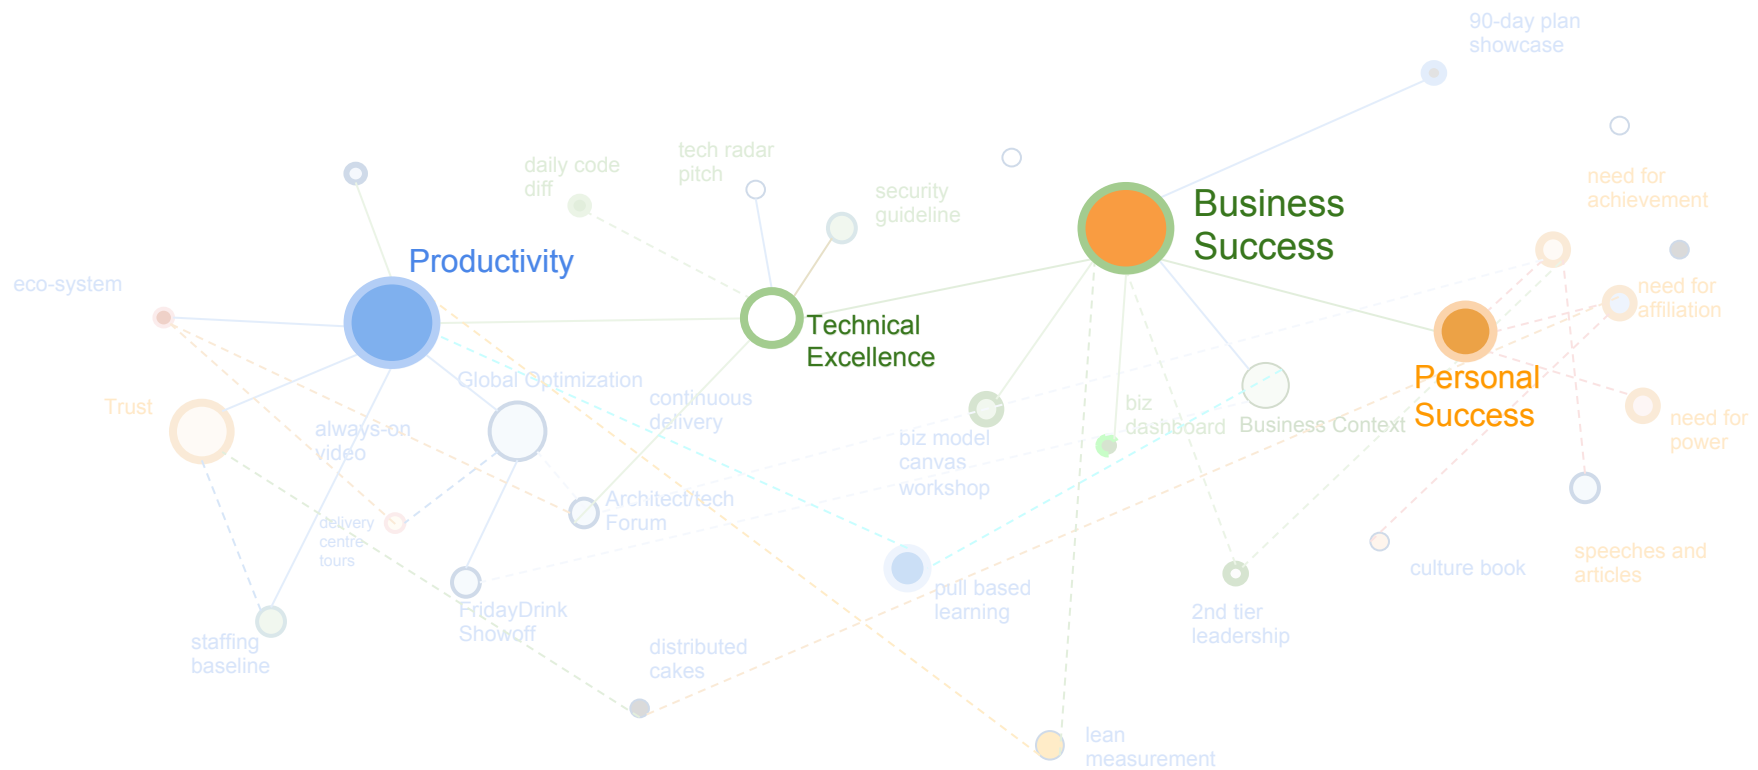 90-day plan
showcase
daily code
diff
tech radar
pitch
security
guideline
Business
Success
need for
achievement
Productivity
eco-system
need for
affiliation
Technical
Excellence
Global Optimization
Personal
Success
Trust
always-on
video
continuous
delivery
biz
dashboard
Business Context
need for
power
biz model
canvas
workshop
Architect/tech
Forum
delivery
centre
tours
speeches and
articles
culture book
pull based
learning
FridayDrink
Showoff
2nd tier
leadership
staffing
baseline
distributed
cakes
lean
measurement